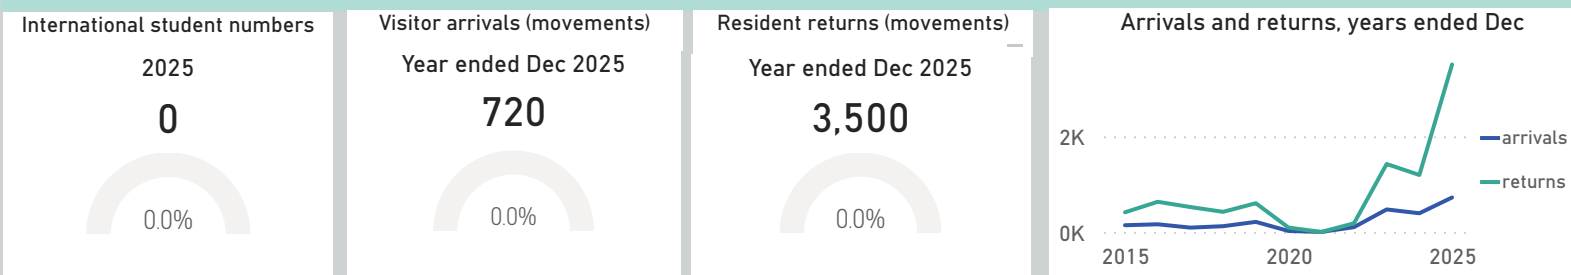 International student numbers
2025
0
0.0%
Visitor arrivals (movements)
Year ended Dec 2025
720
0.0%
Resident returns (movements)
Year ended Dec 2025
3,500
0.0%
Arrivals and returns, years ended Dec
2K
0K
2015
2020
2025
arrivals
returns